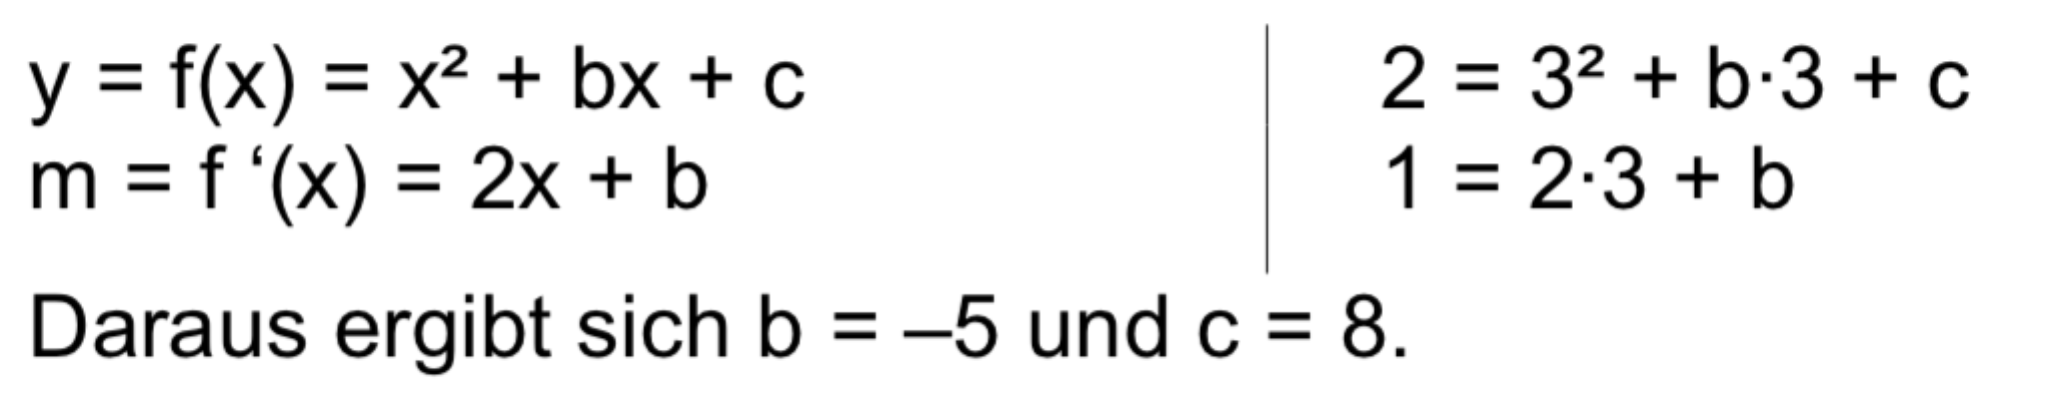 y = f(x) = x² + bx + c 2 = 3² + b·3 + c
m = f ‘(x) = 2x + b 1 = 2·3 + b
Daraus ergibt sich b = –5 und c = 8.